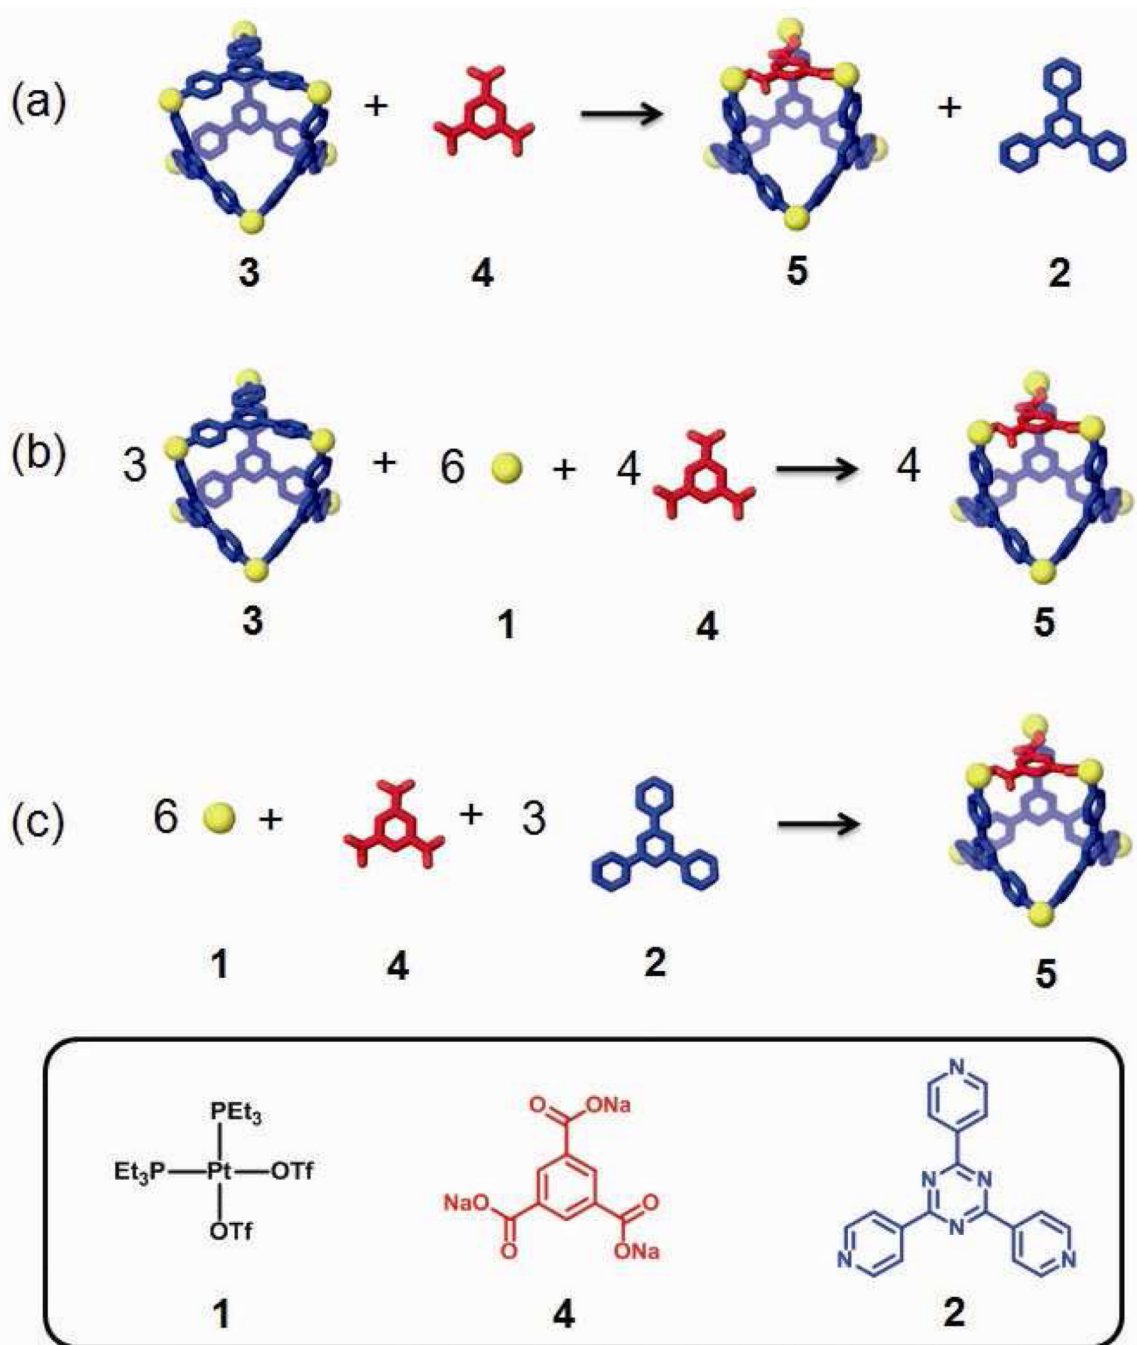 (a) + + 
3 4 5 2
(b) 3 + 6 + 4 4
3 1 4 5
(c) 6 + + 3
1 4 2 5
PEt3
Et3P Pt OTf
OTf
O ONa
NaO O
O ONa
N
N N
N
N N
1 4 2